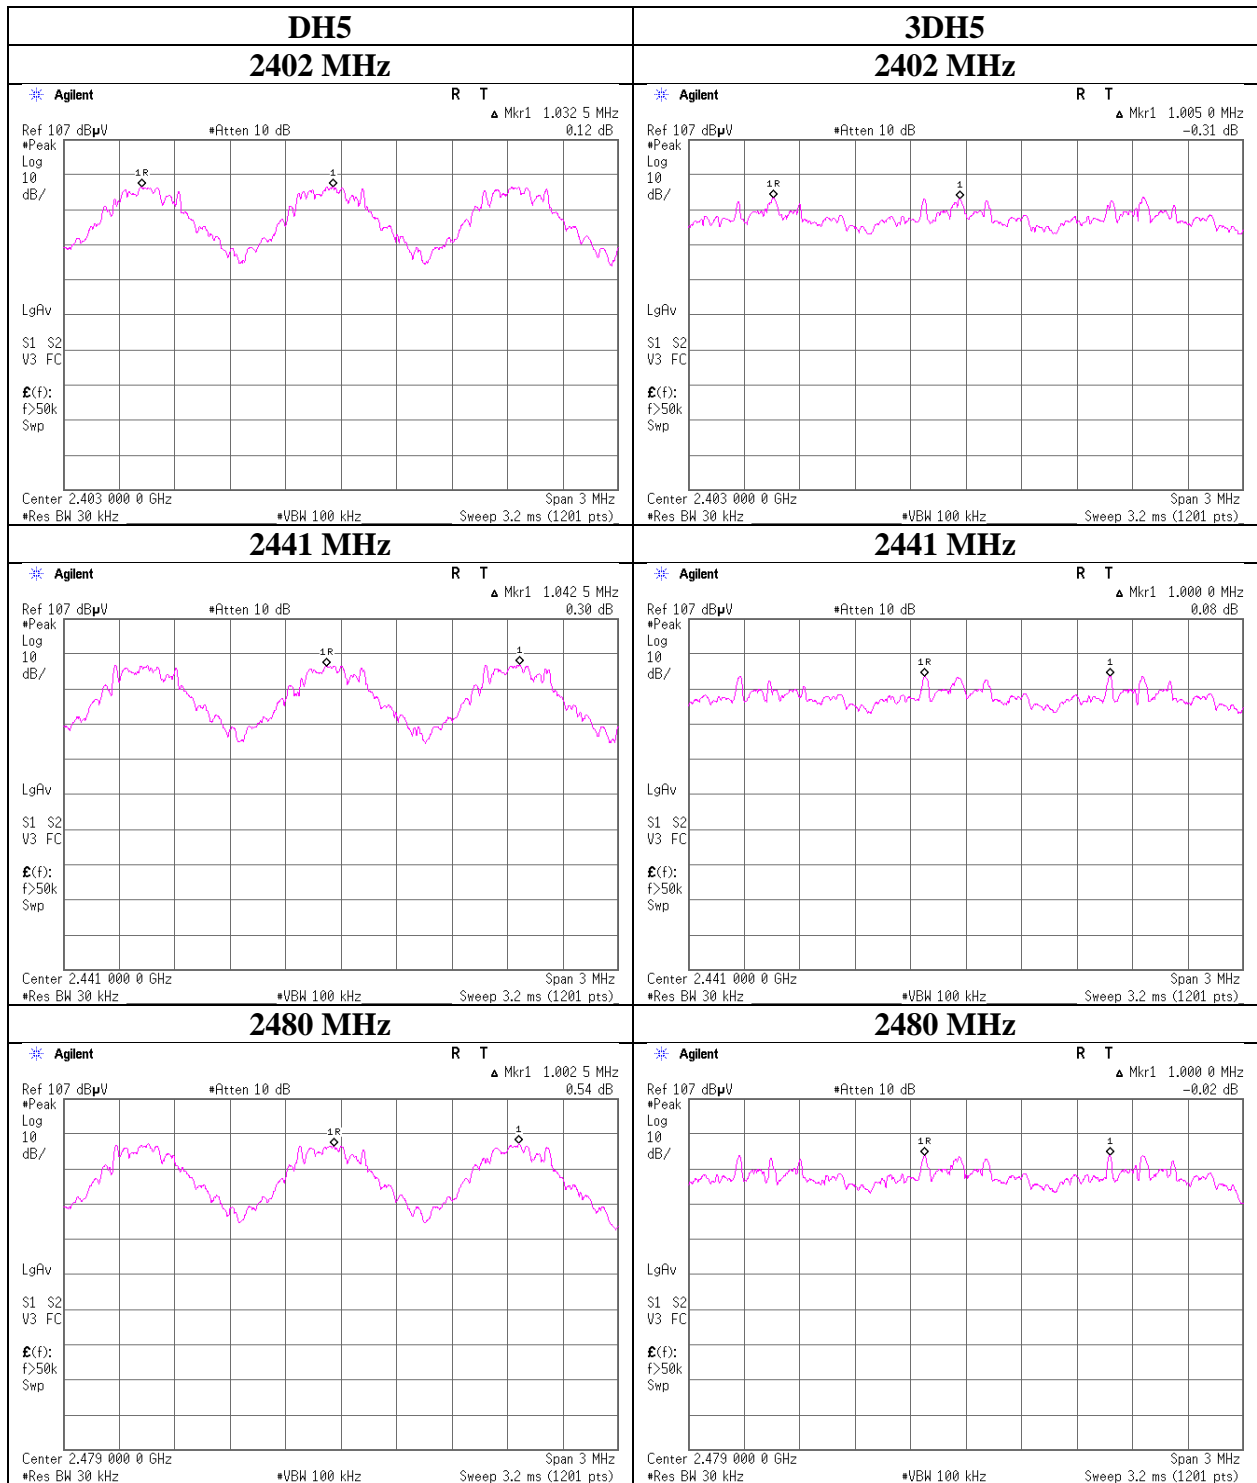 DH5 3DH5
2402 MHz 2402 MHz
Agilent R T
Δ Mkr1 1.032 5 MHz
Ref 107 dBµV #Atten 10 dB 0.12 dB
#Peak
Log
10
dB/
1R 1
LgAv
S1 S2
V3 FC
£(f):
f>50k
Swp
Center 2.403 000 0 GHz Span 3 MHz
#Res BW 30 kHz #VBW 100 kHz Sweep 3.2 ms (1201 pts)
Agilent R T
Δ Mkr1 1.005 0 MHz
Ref 107 dBµV #Atten 10 dB -0.31 dB
#Peak
Log
10
dB/
1R 1
LgAv
S1 S2
V3 FC
£(f):
f>50k
Swp
Center 2.403 000 0 GHz Span 3 MHz
#Res BW 30 kHz #VBW 100 kHz Sweep 3.2 ms (1201 pts)
2441 MHz 2441 MHz
Agilent R T
Δ Mkr1 1.042 5 MHz
Ref 107 dBµV #Atten 10 dB 0.30 dB
#Peak
Log
10
dB/
1R 1
LgAv
S1 S2
V3 FC
£(f):
f>50k
Swp
Center 2.441 000 0 GHz Span 3 MHz
#Res BW 30 kHz #VBW 100 kHz Sweep 3.2 ms (1201 pts)
Agilent R T
Δ Mkr1 1.000 0 MHz
Ref 107 dBµV #Atten 10 dB 0.08 dB
#Peak
Log
10
dB/
1R 1
LgAv
S1 S2
V3 FC
£(f):
f>50k
Swp
Center 2.441 000 0 GHz Span 3 MHz
#Res BW 30 kHz #VBW 100 kHz Sweep 3.2 ms (1201 pts)
2480 MHz 2480 MHz
Agilent R T
Δ Mkr1 1.002 5 MHz
Ref 107 dBµV #Atten 10 dB 0.54 dB
#Peak
Log
10
dB/
1R 1
LgAv
S1 S2
V3 FC
£(f):
f>50k
Swp
Center 2.479 000 0 GHz Span 3 MHz
#Res BW 30 kHz #VBW 100 kHz Sweep 3.2 ms (1201 pts)
Agilent R T
Δ Mkr1 1.000 0 MHz
Ref 107 dBµV #Atten 10 dB -0.02 dB
#Peak
Log
10
dB/
1R 1
LgAv
S1 S2
V3 FC
£(f):
f>50k
Swp
Center 2.479 000 0 GHz Span 3 MHz
#Res BW 30 kHz #VBW 100 kHz Sweep 3.2 ms (1201 pts)